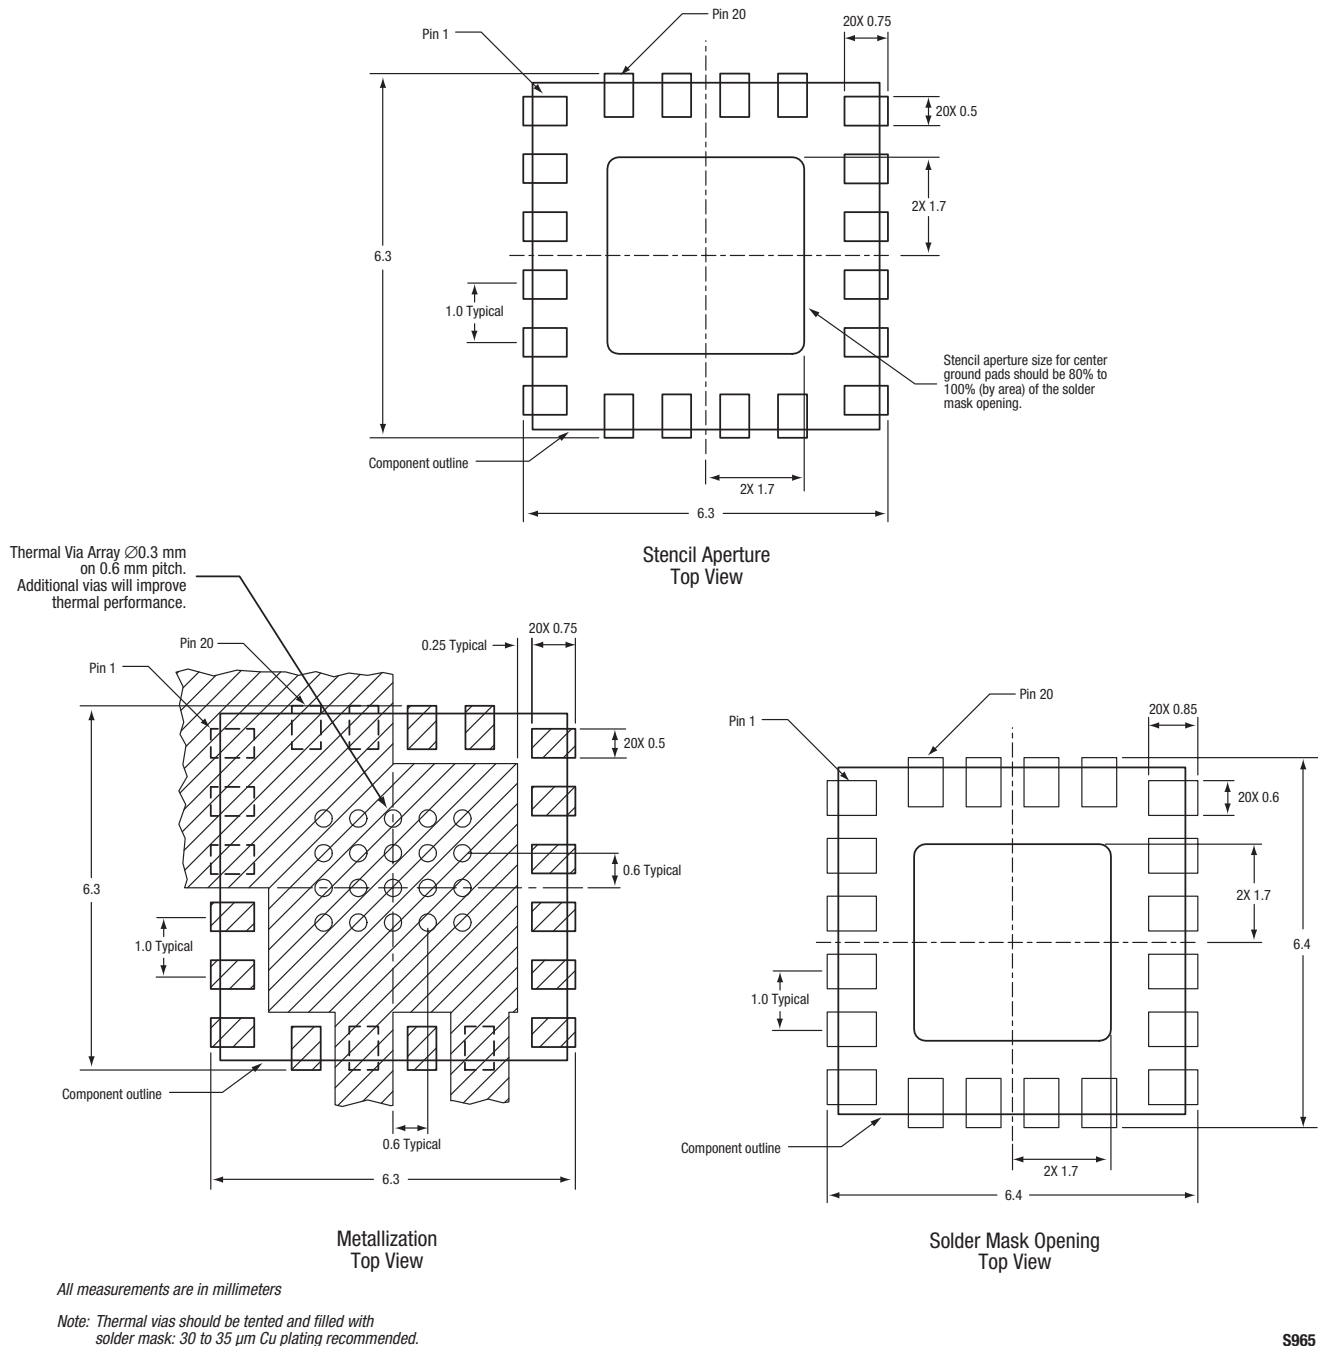 Pin 20
20X 0.75
Pin 1
20X 0.5
2X 1.7
6.3
1.0 Typical
Stencil aperture size for center
ground pads should be 80% to
100% (by area) of the solder
mask opening.
Component outline
2X 1.7
6.3
Stencil Aperture
Top View
Thermal Via Array ∅0.3 mm
on 0.6 mm pitch.
Additional vias will improve
thermal performance.
Pin 20
Pin 1
0.25 Typical
20X 0.75
20X 0.5
0.6 Typical
6.3
1.0 Typical
Component outline
0.6 Typical
6.3
Metallization
Top View
Pin 20
Pin 1
20X 0.85
20X 0.6
2X 1.7
6.4
1.0 Typical
Component outline
2X 1.7
6.4
Solder Mask Opening
Top View
All measurements are in millimeters
Note: Thermal vias should be tented and filled with
solder mask: 30 to 35 µm Cu plating recommended.
S965